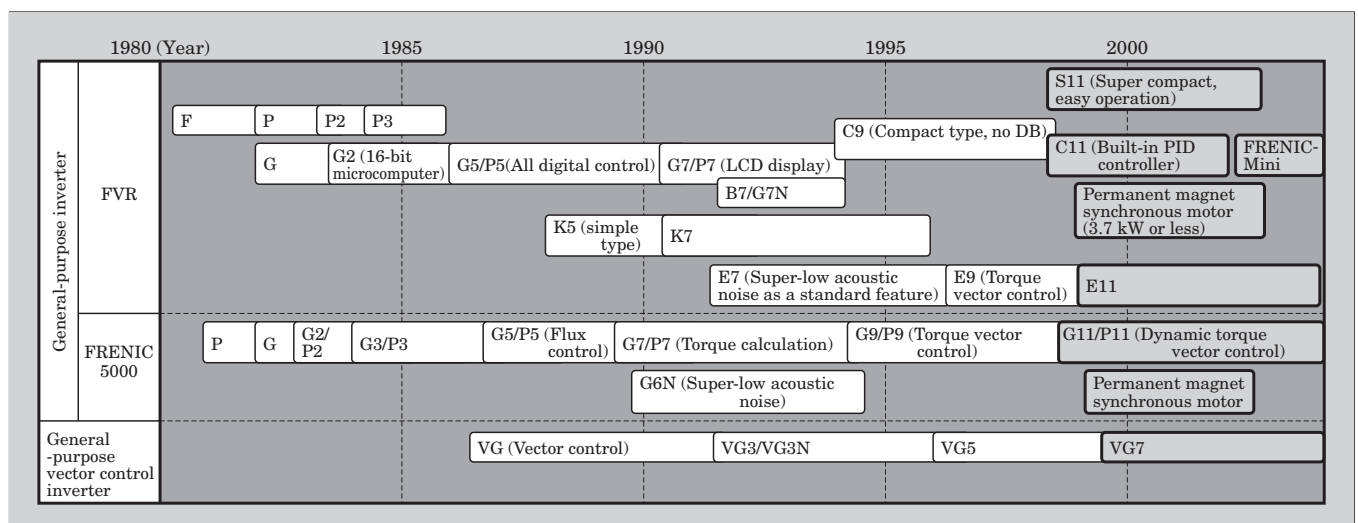 1980 (Year)
1985
1990
1995
2000
General-purpose inverter
FVR
S11 (Super compact,
easy operation)
F
P
P2
P3
C9 (Compact type, no DB)
G
G2 (16-bit
microcomputer)
G5/P5(All digital control)
G7/P7 (LCD display)
C11 (Built-in PID
controller)
FRENIC-
Mini
B7/G7N
Permanent magnet
synchronous motor
(3.7 kW or less)
K5 (simple
type)
K7
E7 (Super-low acoustic
noise as a standard feature)
E9 (Torque
vector control)
E11
FRENIC
5000
P
G
G2/
P2
G3/P3
G5/P5 (Flux
control)
G7/P7 (Torque calculation)
G9/P9 (Torque vector
control)
G11/P11 (Dynamic torque
vector control)
G6N (Super-low acoustic
noise)
Permanent magnet
synchronous motor
General
-purpose
vector control
inverter
VG (Vector control)
VG3/VG3N
VG5
VG7